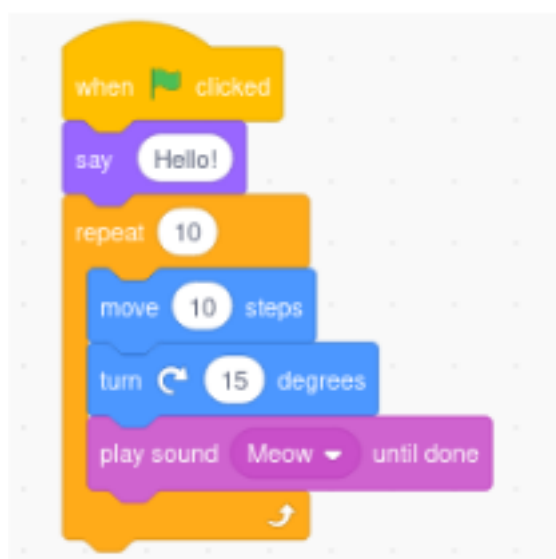 when clicked
say Hello!
repeat 10
move 10 steps
turn 15 degrees
play sound Meow until done